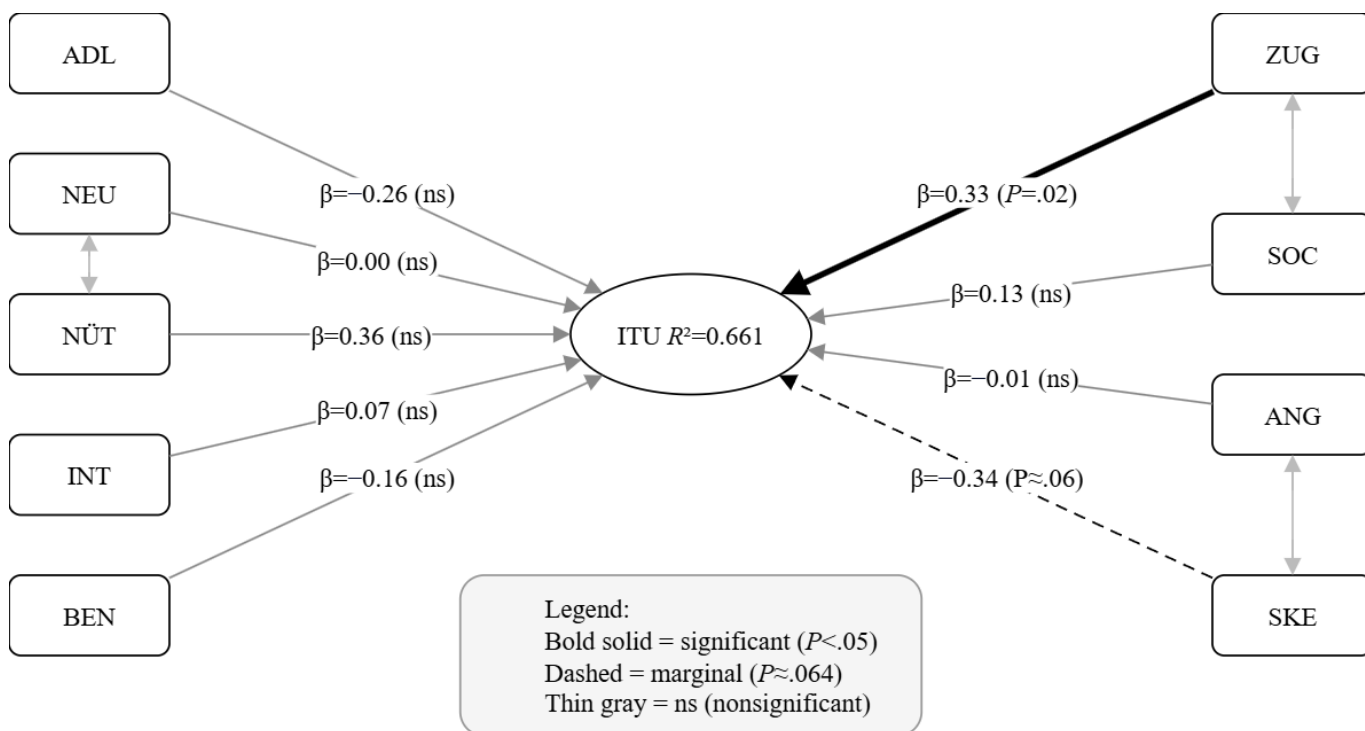 ADL
ZUG
NEU
β=−0.26 (ns)
β=0.33 (P=.02)
β=0.00 (ns)
SOC
NÜT
β=0.36 (ns)
ITU R²=0.661
β=0.13 (ns)
β=−0.01 (ns)
β=0.07 (ns)
ANG
INT
β=−0.16 (ns)
β=−0.34 (P≈.06)
BEN
SKE
Legend:
Bold solid = significant (P<.05)
Dashed = marginal (P≈.064)
Thin gray = ns (nonsignificant)